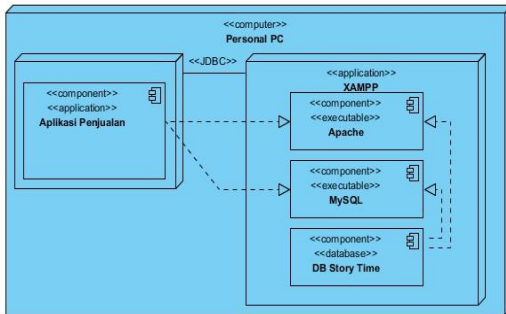 <<computer>>
Personal PC
<<JDBC>>
<<component>>
<<application>>
Aplikasi Penjualan
<<application>>
XAMPP
<<component>>
<<executable>>
Apache
<<component>>
<<executable>>
MySQL
<<component>>
<<database>>
DB Story Time